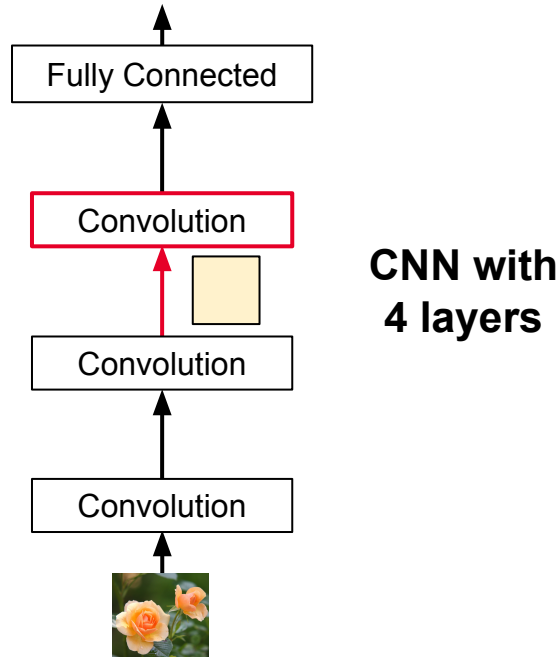 Fully Connected
Convolution
CNN with
4 layers
Convolution
Convolution